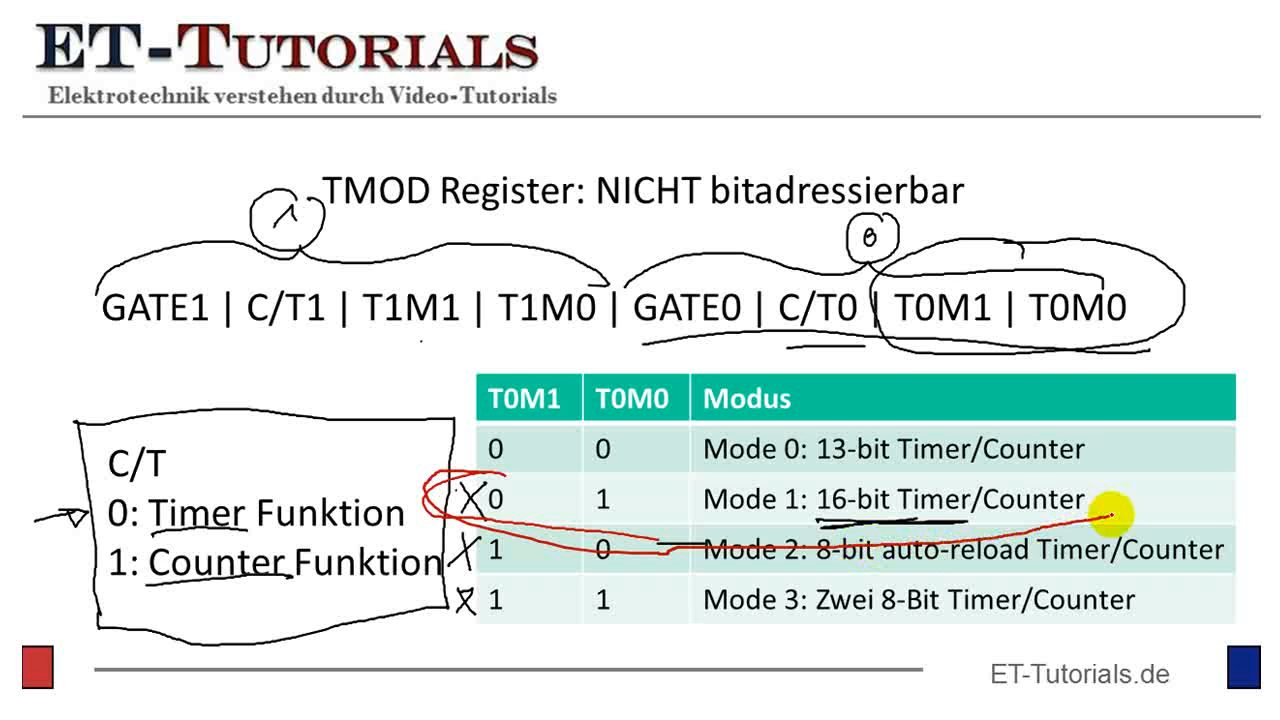 ET-TUTORIALS
Elektrotechnik verstehen durch Video-Tutorials
TMOD Register: NICHT bitadressierbar
1 0
GATE1 | C/T1 | T1M1 | T1M0 | GATE0 | C/T0 | T0M1 | T0M0
C/T
0: Timer Funktion
1: Counter Funktion
T0M1 T0M0 Modus
0 0 Mode 0: 13-bit Timer/Counter
0 1 Mode 1: 16-bit Timer/Counter
1 0 Mode 2: 8-bit auto-reload Timer/Counter
1 1 Mode 3: Zwei 8-Bit Timer/Counter
ET-Tutorials.de